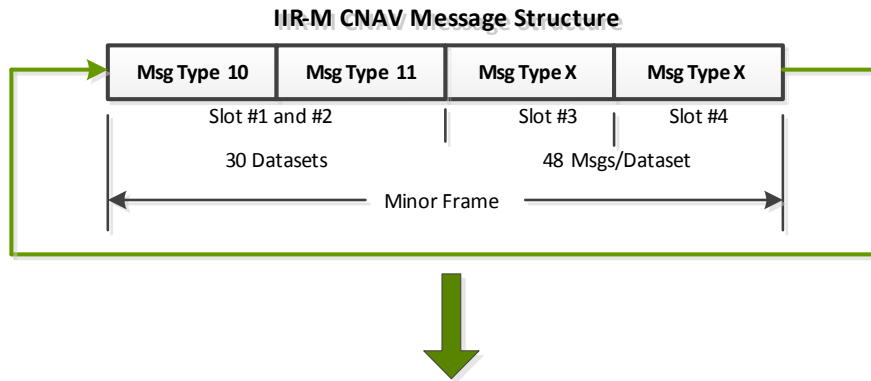 IIR-M CNAV Message Structure
Msg Type 10 Msg Type 11 Msg Type X Msg Type X
Slot #1 and #2 Slot #3 Slot #4
30 Datasets 48 Msgs/Dataset
Minor Frame